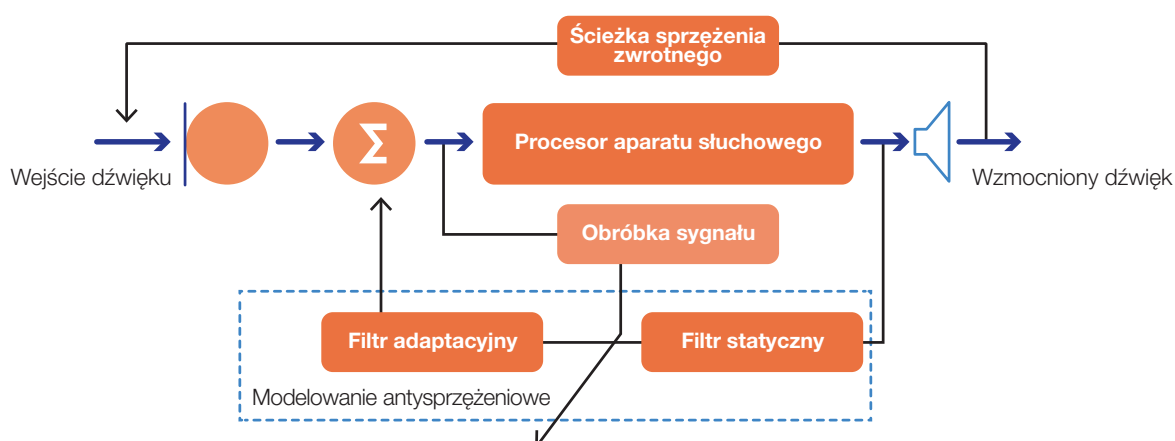 Ścieżka sprzężenia
zwrotnego
Σ
Procesor aparatu słuchowego
Wejście dźwięku
Wzmocniony dźwięk
Obróbka sygnału
Filtr adaptacyjny
Filtr statyczny
Modelowanie antysprzężeniowe